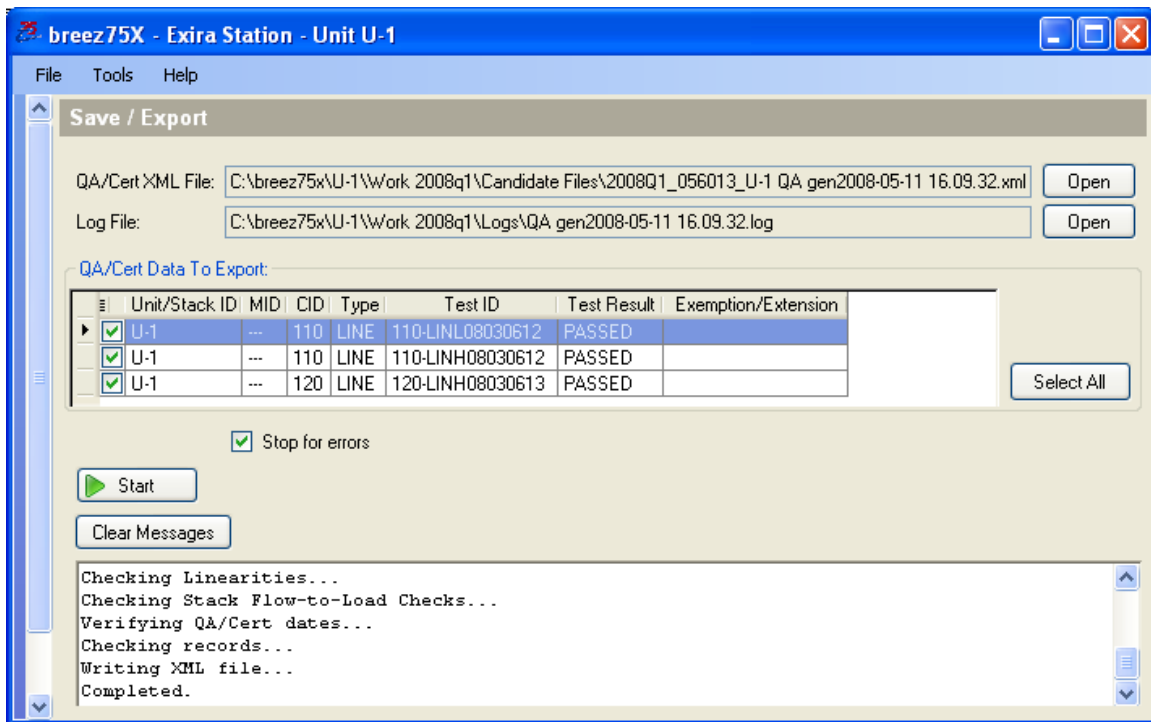 breez75X - Exira Station - Unit U-1
File Tools Help
Save / Export
QA/Cert XML File: C:\breez75x\U-1\Work 2008q1\Candidate Files\2008Q1_056013_U-1 QA gen2008-05-11 16.09.32.xml Open
Log File: C:\breez75x\U-1\Work 2008q1\Logs\QA gen2008-05-11 16.09.32.log Open
QA/Cert Data To Export:
Unit/Stack ID MID CID Type Test ID Test Result Exemption/Extension
U-1 --- 110 LINE 110-LINL08030612 PASSED
U-1 --- 110 LINE 110-LINH08030612 PASSED
U-1 --- 120 LINE 120-LINH08030613 PASSED
Select All
Stop for errors
Start
Clear Messages
Checking Linearities...
Checking Stack Flow-to-Load Checks...
Verifying QA/Cert dates...
Checking records...
Writing XML file...
Completed.